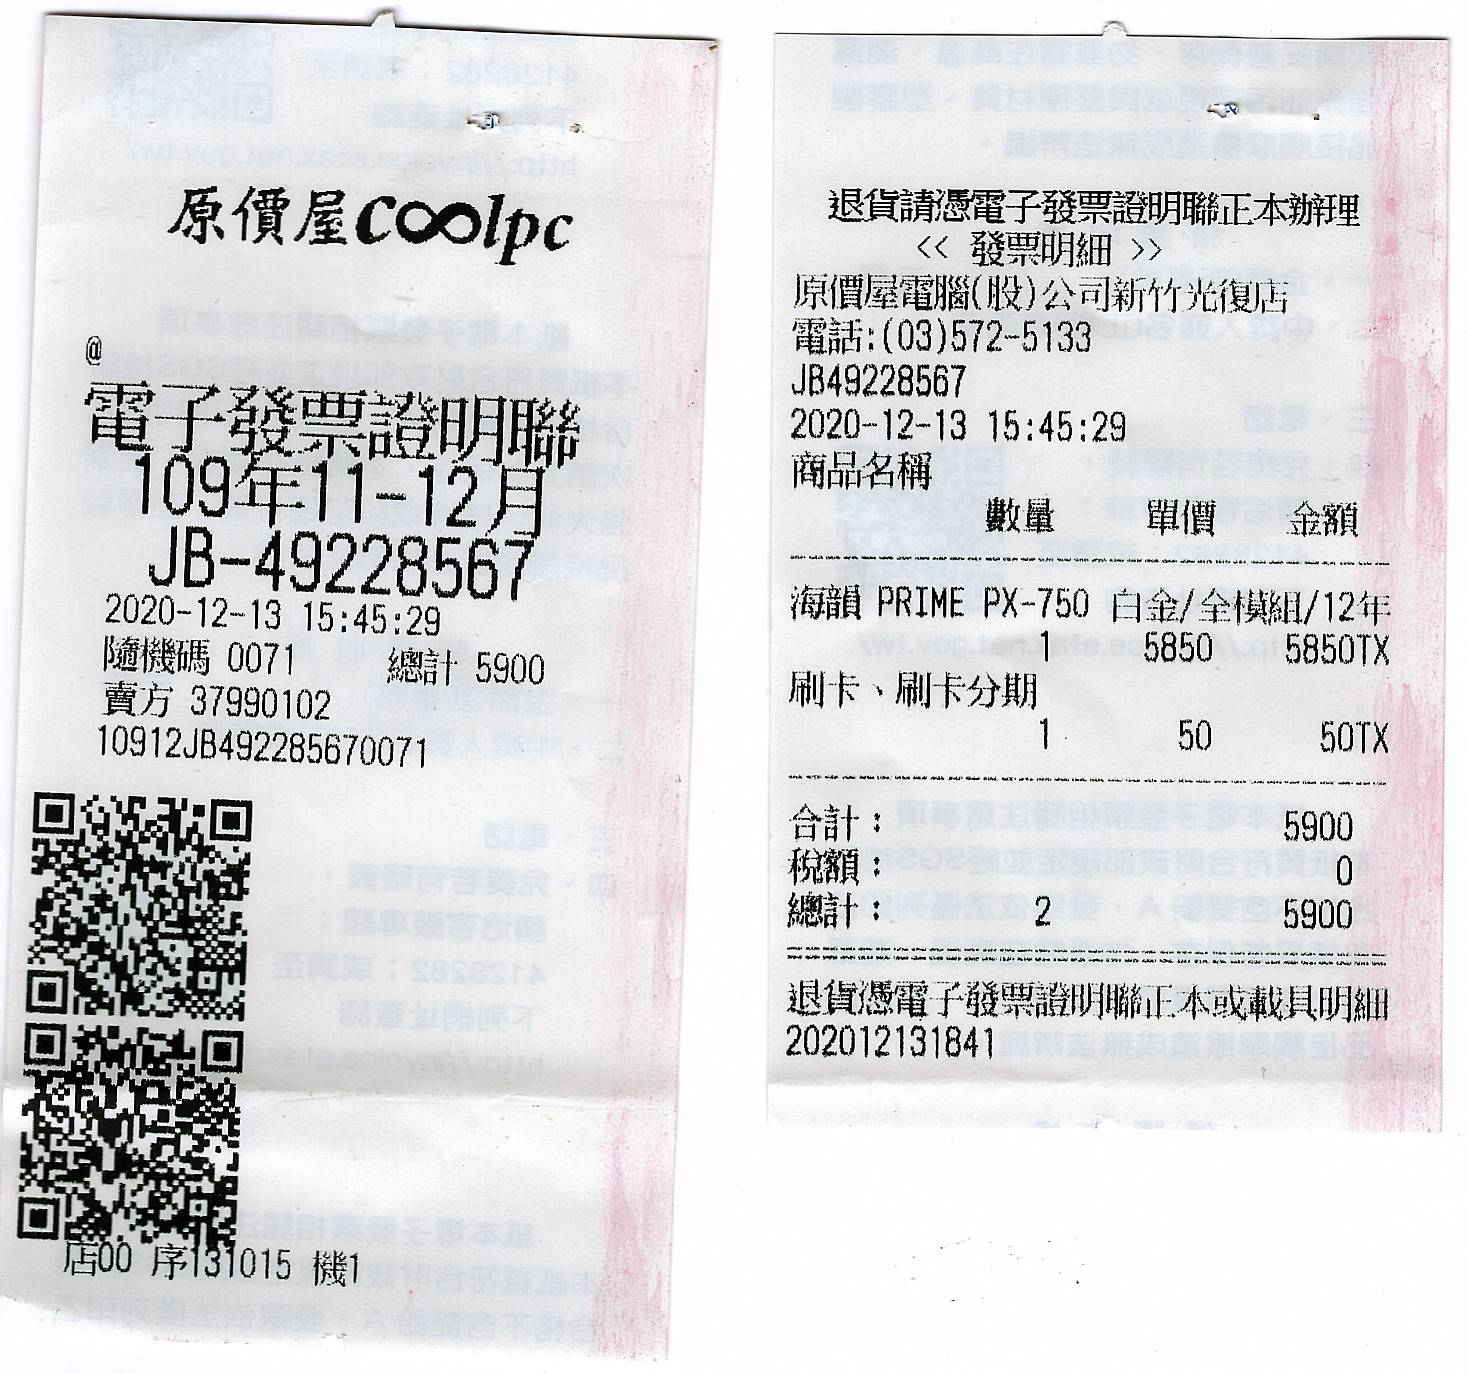 原價屋coolpc
@
電子發票證明聯
109年11-12月
JB-49228567
2020-12-13 15:45:29
隨機碼 0071 總計 5900
賣方 37990102
10912JB492285670071
店00 序131015 機1
退貨請憑電子發票證明聯正本辦理
<< 發票明細 >>
原價屋電腦(股)公司新竹光復店
電話:(03)572-5133
JB49228567
2020-12-13 15:45:29
商品名稱
數量 單價 金額
海韻 PRIME PX-750 白金/全模組/12年
1 5850 5850TX
刷卡、刷卡分期
1 50 50TX
合計: 5900
稅額: 0
總計: 2 5900
退貨憑電子發票證明聯正本或載具明細
202012131841